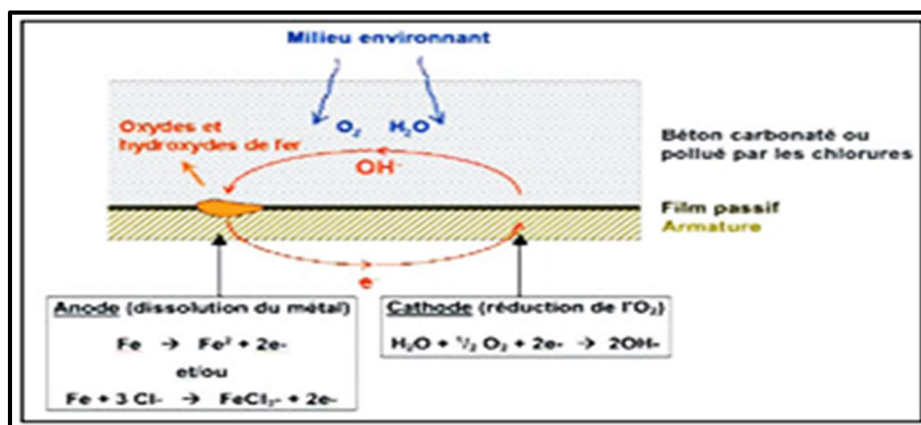 Milieu environnant
O₂ H₂O
Oxydes et
hydroxydes de fer
OH⁻
Béton carbonaté ou
pollué par les chlorures
Film passif
Armature
e⁻
Anode (dissolution du métal)
Fe → Fe² + 2e-
et/ou
Fe + 3 Cl- → FeCl₃- + 2e-
Cathode (réduction de l'O₂)
H₂O + ½ O₂ + 2e- → 2OH-